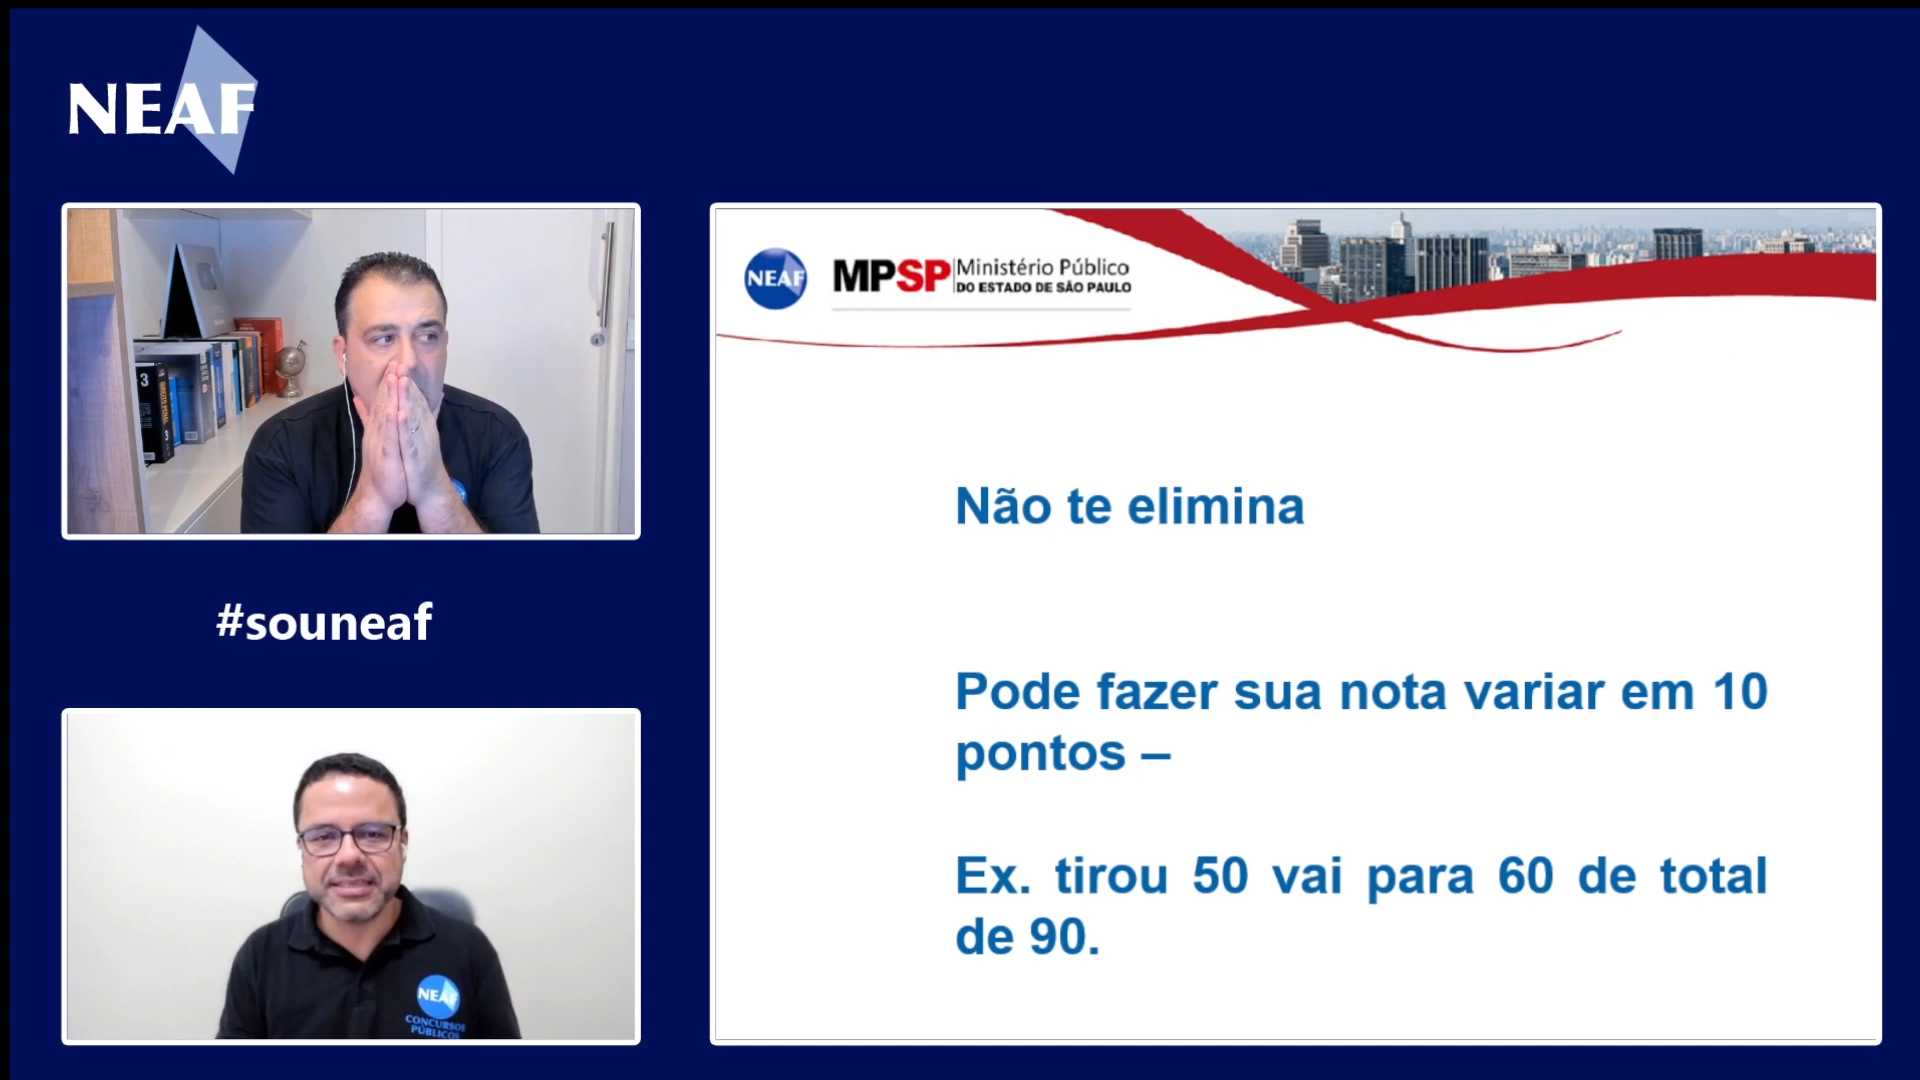 NEAF
#souneaf
NEAF
CONCURSOS
PÚBLICOS
NEAF
MPSP
Ministério Público
DO ESTADO DE SÃO PAULO
Não te elimina
Pode fazer sua nota variar em 10
pontos –
Ex. tirou 50 vai para 60 de total
de 90.